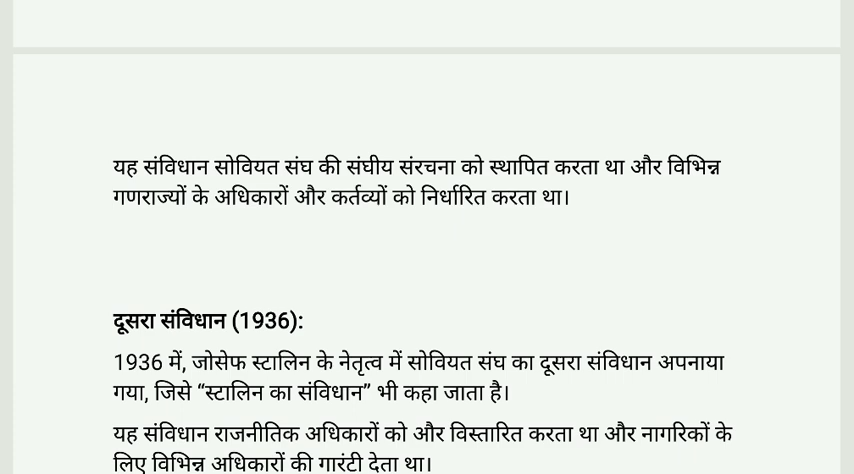 यह संविधान सोवियत संघ की संघीय संरचना को स्थापित करता था और विभिन्न
गणराज्यों के अधिकारों और कर्तव्यों को निर्धारित करता था।
दूसरा संविधान (1936):
1936 में, जोसेफ स्टालिन के नेतृत्व में सोवियत संघ का दूसरा संविधान अपनाया
गया, जिसे “स्टालिन का संविधान” भी कहा जाता है।
यह संविधान राजनीतिक अधिकारों को और विस्तारित करता था और नागरिकों के
लिए विभिन्न अधिकारों की गारंटी देता था।